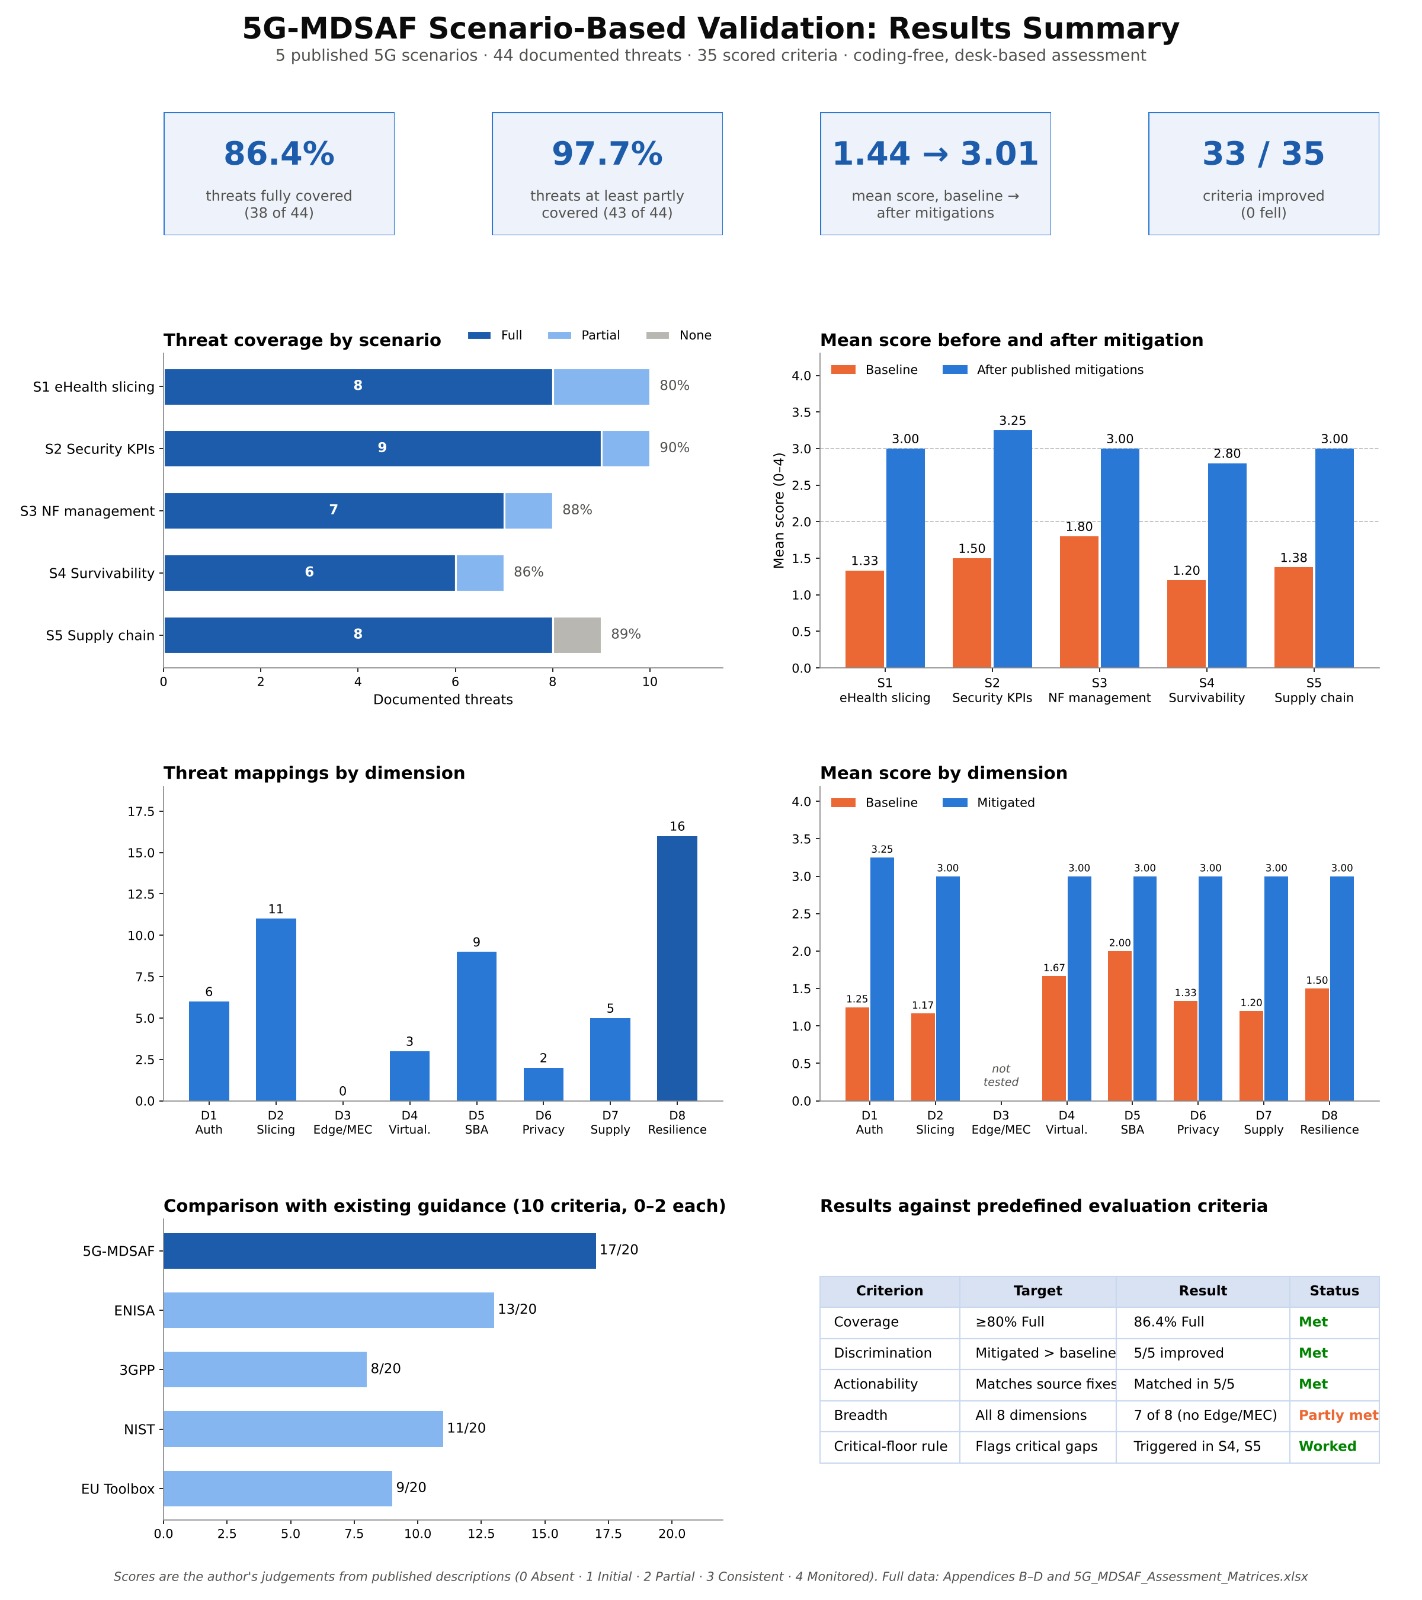 5G-MDSAF Scenario-Based Validation: Results Summary
5 published 5G scenarios · 44 documented threats · 35 scored criteria · coding-free, desk-based assessment
86.4%
threats fully covered
(38 of 44)
97.7%
threats at least partly
covered (43 of 44)
1.44 → 3.01
mean score, baseline →
after mitigations
33 / 35
criteria improved
(0 fell)
Threat coverage by scenario
Full Partial None
S1 eHealth slicing 8 80%
S2 Security KPIs 9 90%
S3 NF management 7 88%
S4 Survivability 6 86%
S5 Supply chain 8 89%
0 2 4 6 8 10
Documented threats
Mean score before and after mitigation
Baseline After published mitigations
Mean score (0–4)
4.0
3.5
3.0
2.5
2.0
1.5
1.0
0.5
0.0
1.33 3.00 1.50 3.25 1.80 3.00 1.20 2.80 1.38 3.00
S1 S2 S3 S4 S5
eHealth slicing Security KPIs NF management Survivability Supply chain
Threat mappings by dimension
17.5
15.0
12.5
10.0
7.5
5.0
2.5
0.0
6 11 0 3 9 2 5 16
D1 D2 D3 D4 D5 D6 D7 D8
Auth Slicing Edge/MEC Virtual. SBA Privacy Supply Resilience
Mean score by dimension
Baseline Mitigated
4.0
3.5
3.0
2.5
2.0
1.5
1.0
0.5
0.0
1.25 3.25 1.17 3.00 1.67 3.00 2.00 3.00 1.33 3.00 1.20 3.00 1.50 3.00
not
tested
D1 D2 D3 D4 D5 D6 D7 D8
Auth Slicing Edge/MEC Virtual. SBA Privacy Supply Resilience
Comparison with existing guidance (10 criteria, 0–2 each)
5G-MDSAF 17/20
ENISA 13/20
3GPP 8/20
NIST 11/20
EU Toolbox 9/20
0.0 2.5 5.0 7.5 10.0 12.5 15.0 17.5 20.0
Results against predefined evaluation criteria
Criterion Target Result Status
Coverage ≥80% Full 86.4% Full Met
Discrimination Mitigated > baseline 5/5 improved Met
Actionability Matches source fixes Matched in 5/5 Met
Breadth All 8 dimensions 7 of 8 (no Edge/MEC) Partly met
Critical-floor rule Flags critical gaps Triggered in S4, S5 Worked
Scores are the author's judgements from published descriptions (0 Absent · 1 Initial · 2 Partial · 3 Consistent · 4 Monitored). Full data: Appendices B–D and 5G_MDSAF_Assessment_Matrices.xlsx